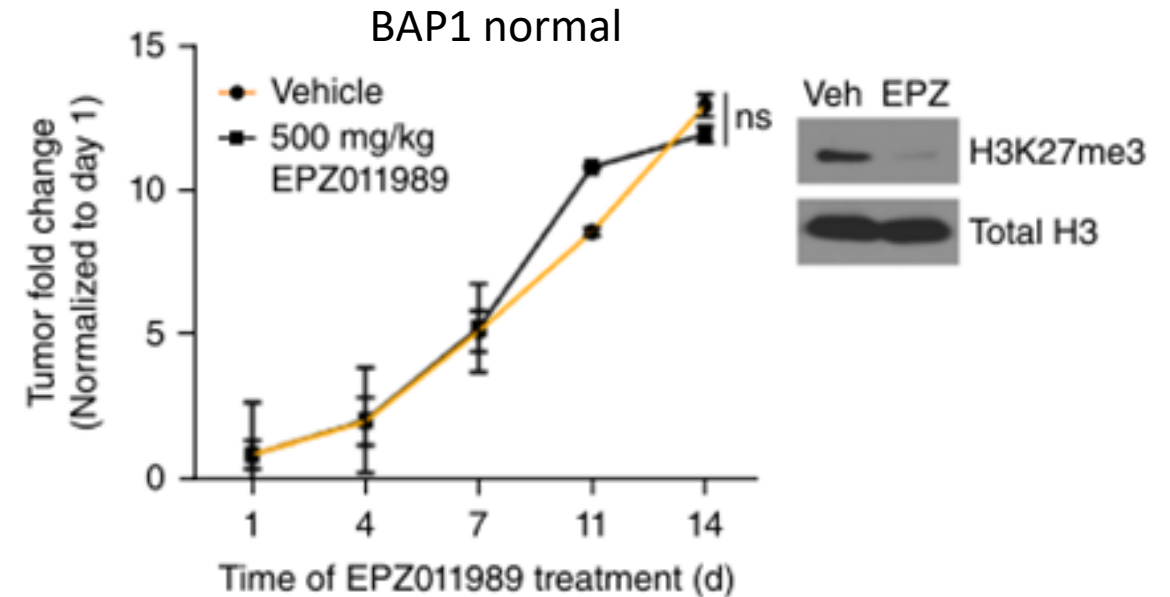 BAP1 normal
Tumor fold change
(Normalized to day 1)
15
10
5
0
Vehicle
500 mg/kg
EPZ011989
ns
1 4 7 11 14
Time of EPZ011989 treatment (d)
Veh EPZ
H3K27me3
Total H3